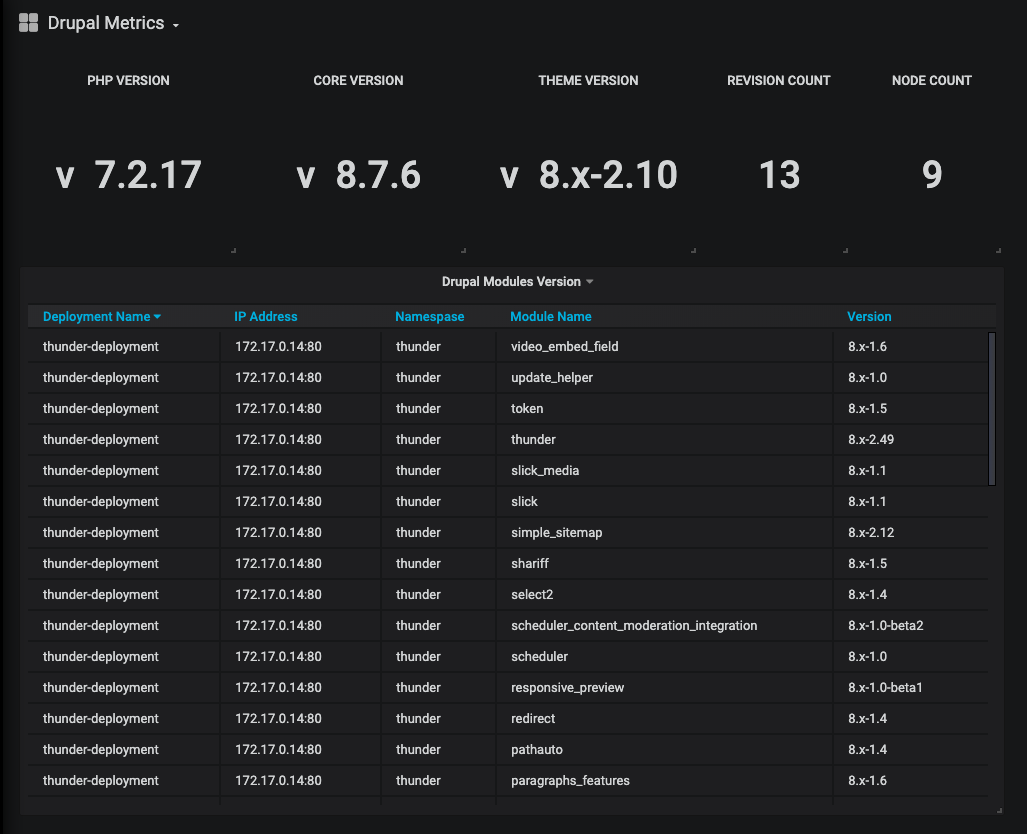 Drupal Metrics
PHP VERSION CORE VERSION THEME VERSION REVISION COUNT NODE COUNT
v 7.2.17 v 8.7.6 v 8.x-2.10 13 9
Drupal Modules Version
Deployment Name IP Address Namespase Module Name Version
thunder-deployment 172.17.0.14:80 thunder video_embed_field 8.x-1.6
thunder-deployment 172.17.0.14:80 thunder update_helper 8.x-1.0
thunder-deployment 172.17.0.14:80 thunder token 8.x-1.5
thunder-deployment 172.17.0.14:80 thunder thunder 8.x-2.49
thunder-deployment 172.17.0.14:80 thunder slick_media 8.x-1.1
thunder-deployment 172.17.0.14:80 thunder slick 8.x-1.1
thunder-deployment 172.17.0.14:80 thunder simple_sitemap 8.x-2.12
thunder-deployment 172.17.0.14:80 thunder shariff 8.x-1.5
thunder-deployment 172.17.0.14:80 thunder select2 8.x-1.4
thunder-deployment 172.17.0.14:80 thunder scheduler_content_moderation_integration 8.x-1.0-beta2
thunder-deployment 172.17.0.14:80 thunder scheduler 8.x-1.0
thunder-deployment 172.17.0.14:80 thunder responsive_preview 8.x-1.0-beta1
thunder-deployment 172.17.0.14:80 thunder redirect 8.x-1.4
thunder-deployment 172.17.0.14:80 thunder pathauto 8.x-1.4
thunder-deployment 172.17.0.14:80 thunder paragraphs_features 8.x-1.6